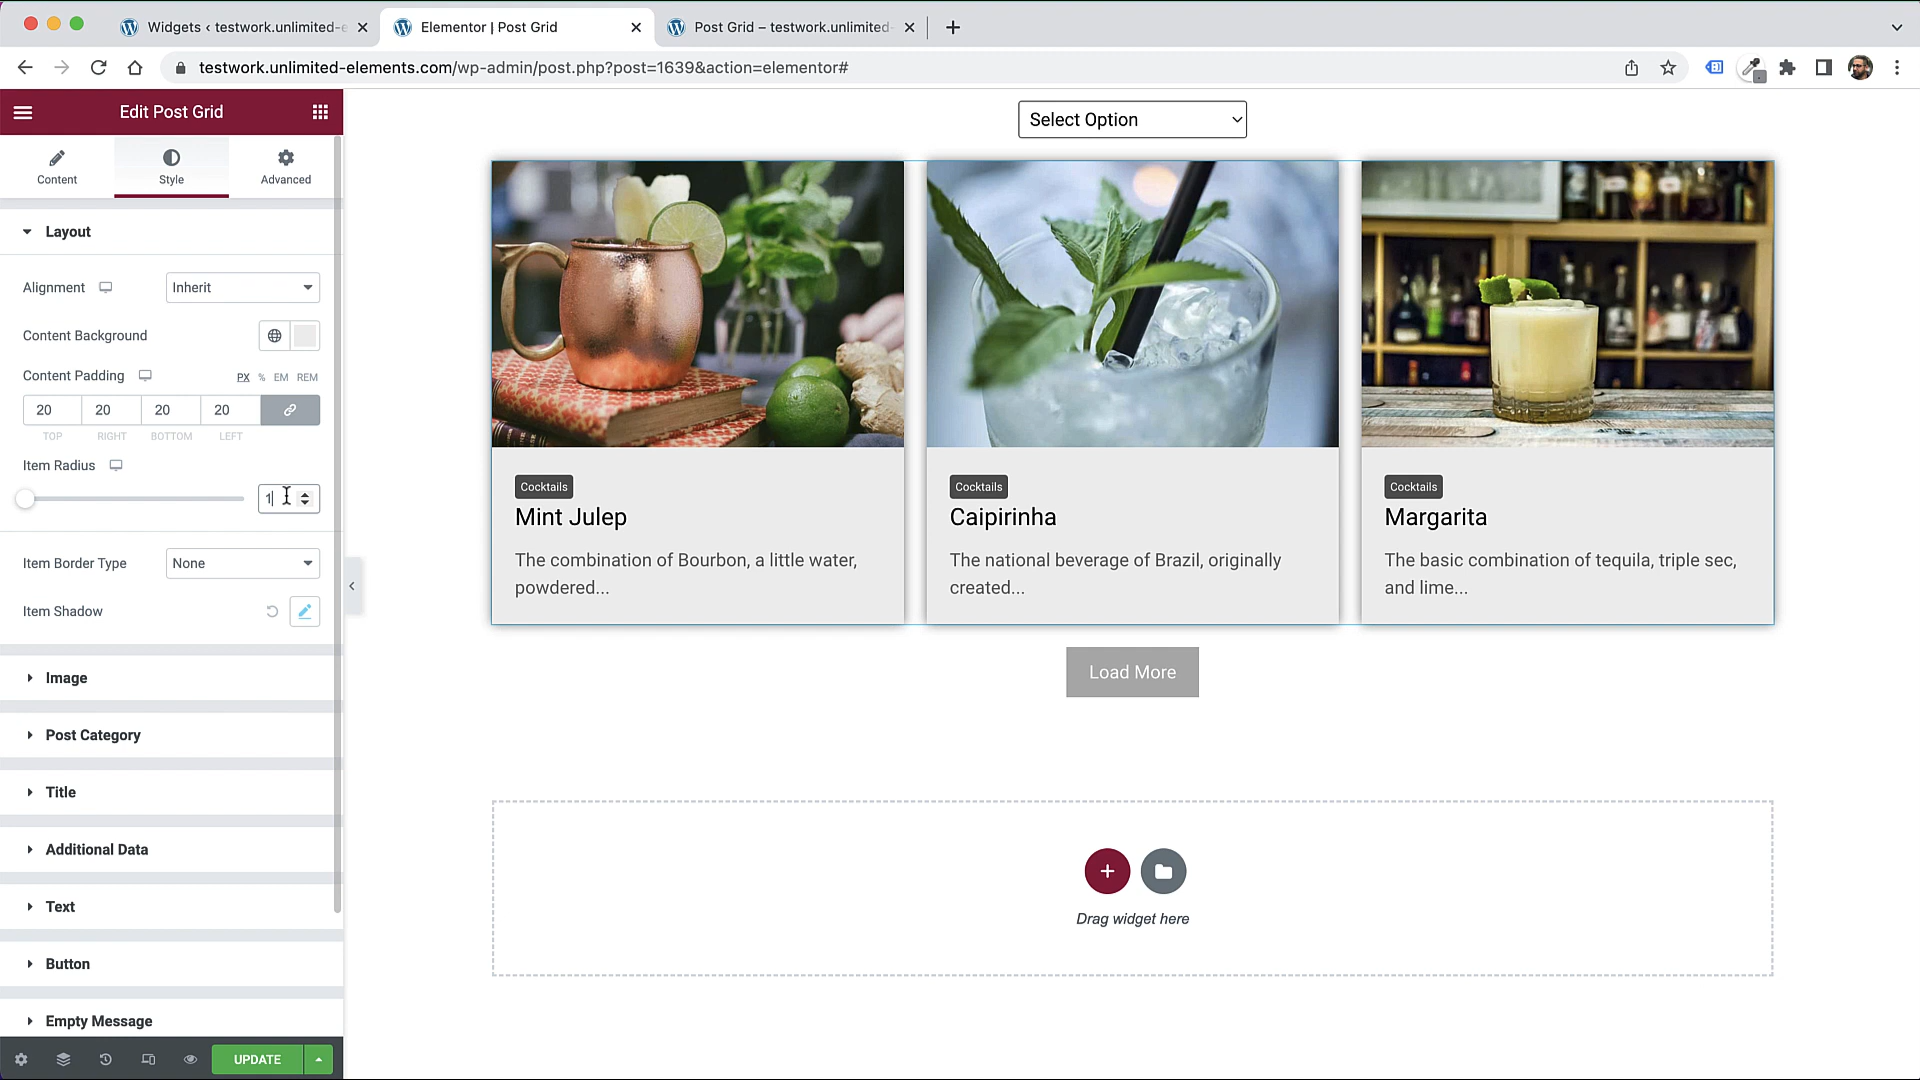 Widgets ‹ testwork.unlimited-e
Elementor | Post Grid
Post Grid – testwork.unlimited-
testwork.unlimited-elements.com/wp-admin/post.php?post=1639&action=elementor#
Edit Post Grid
Content
Style
Advanced
Layout
Alignment
Inherit
Content Background
Content Padding
PX % EM REM
20 20 20 20
TOP RIGHT BOTTOM LEFT
Item Radius
1
Item Border Type
None
Item Shadow
Image
Post Category
Title
Additional Data
Text
Button
Empty Message
UPDATE
Select Option
Cocktails
Mint Julep
The combination of Bourbon, a little water,
powdered...
Cocktails
Caipirinha
The national beverage of Brazil, originally
created...
Cocktails
Margarita
The basic combination of tequila, triple sec,
and lime...
Load More
Drag widget here